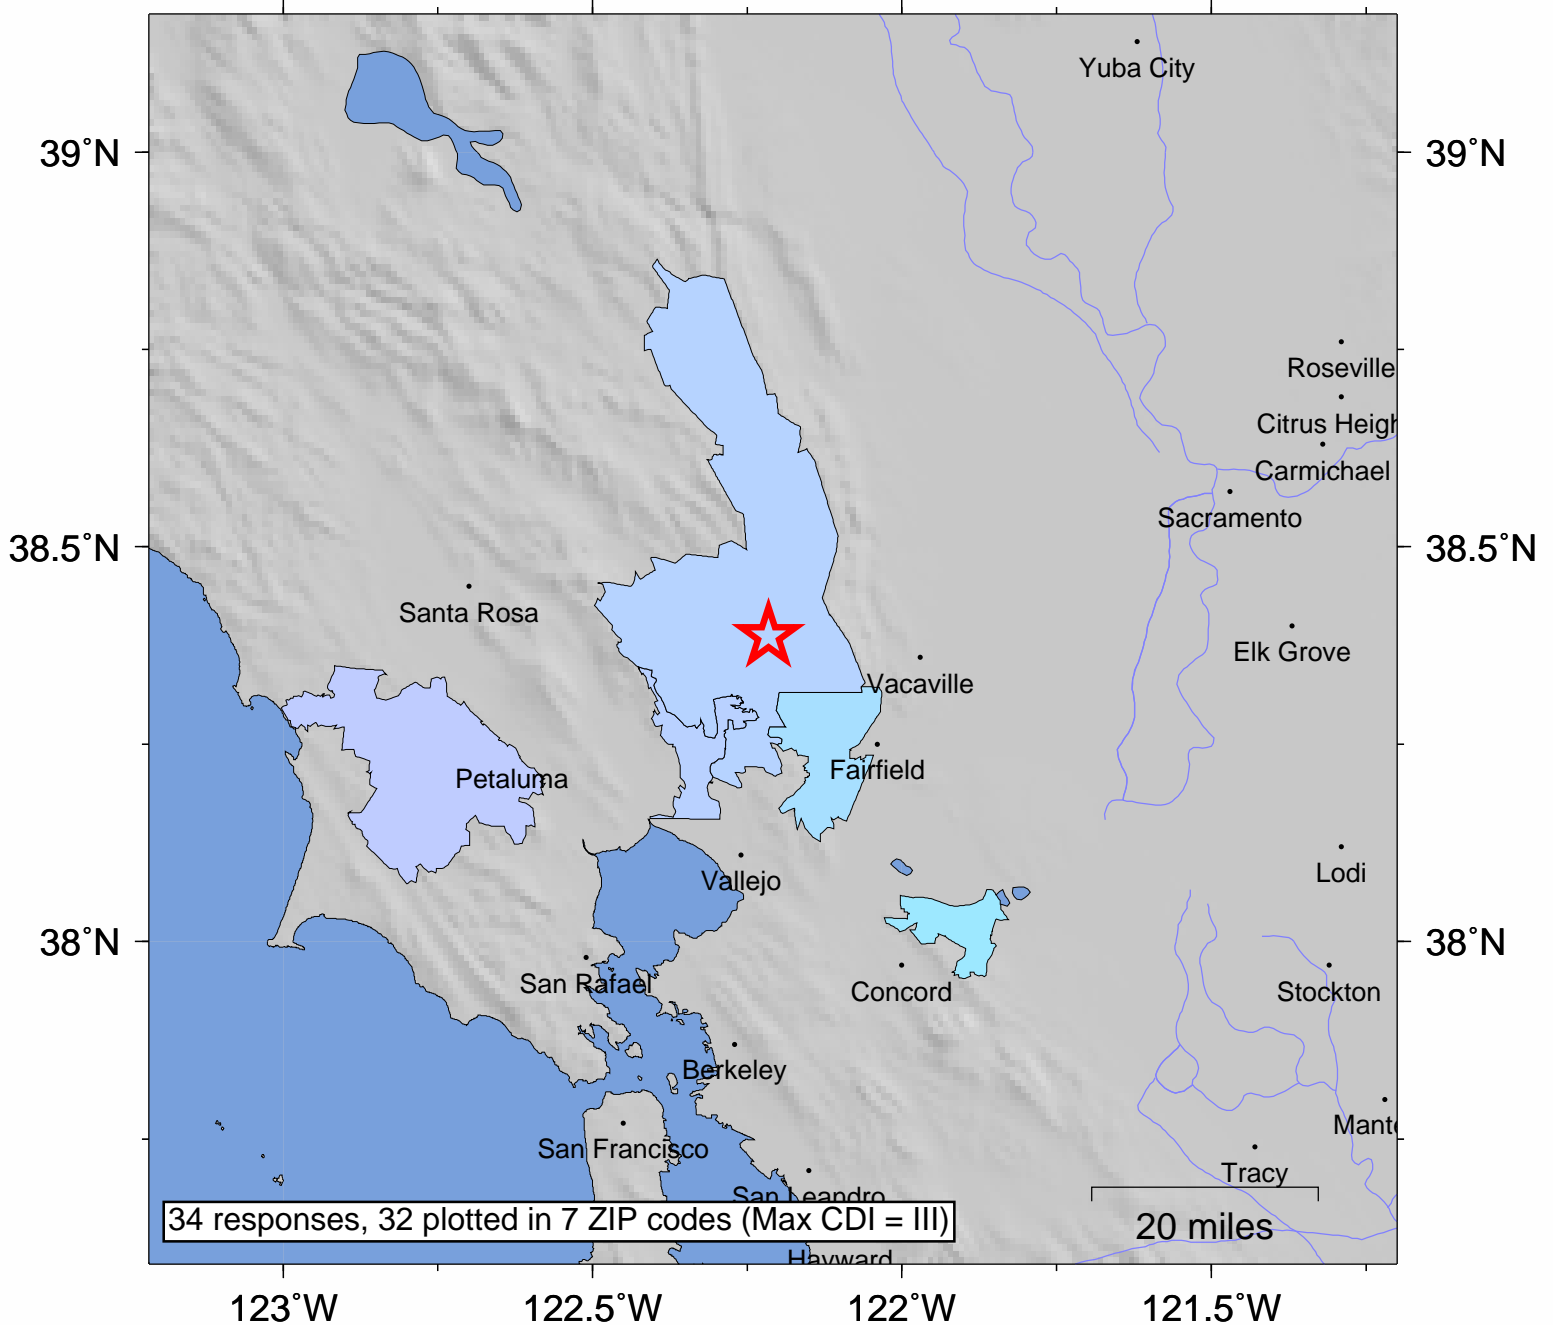 Yuba City
39°N
39°N
Roseville
Citrus Heigh
Carmichael
Sacramento
38.5°N
38.5°N
Santa Rosa
Elk Grove
Vacaville
Fairfield
Petaluma
Lodi
Vallejo
38°N
38°N
San Rafael
Concord
Stockton
Berkeley
Mante
San Francisco
Tracy
San Leandro
34 responses, 32 plotted in 7 ZIP codes (Max CDI = III)
20 miles
Hayward
123°W
122.5°W
122°W
121.5°W